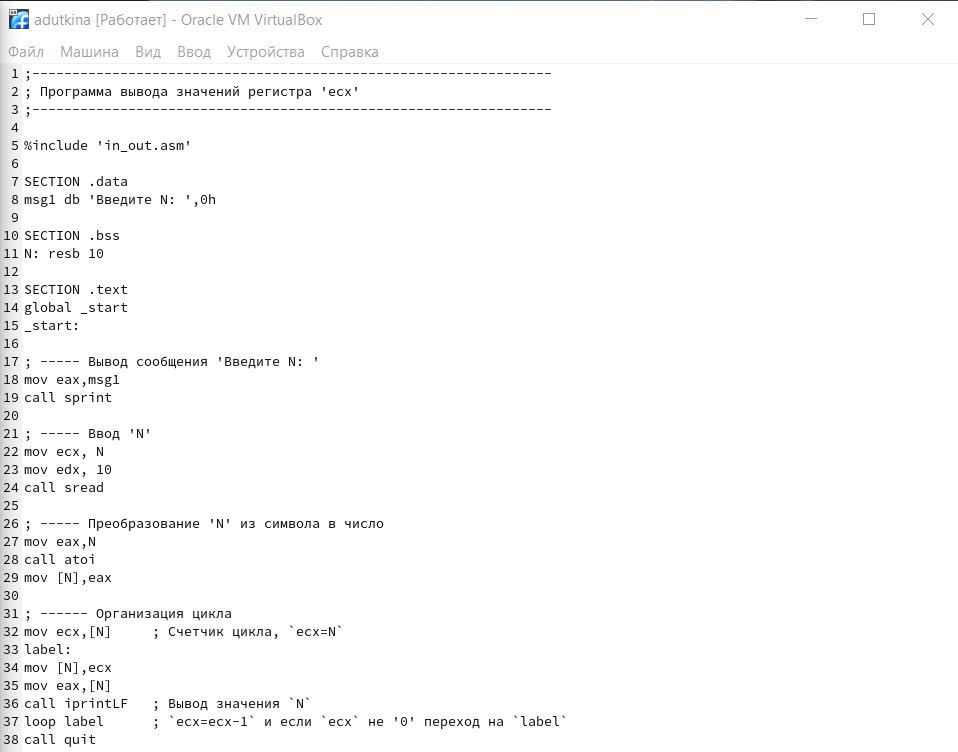 adutkina [Работает] - Oracle VM VirtualBox
Файл Машина Вид Ввод Устройства Справка
1 ;-----------------------------------------------------------------
2 ; Программа вывода значений регистра 'ecx'
3 ;-----------------------------------------------------------------
4
5 %include 'in_out.asm'
6
7 SECTION .data
8 msg1 db 'Введите N: ',0h
9
10 SECTION .bss
11 N: resb 10
12
13 SECTION .text
14 global _start
15 _start:
16
17 ; ----- Вывод сообщения 'Введите N: '
18 mov eax,msg1
19 call sprint
20
21 ; ----- Ввод 'N'
22 mov ecx, N
23 mov edx, 10
24 call sread
25
26 ; ----- Преобразование 'N' из символа в число
27 mov eax,N
28 call atoi
29 mov [N],eax
30
31 ; ------ Организация цикла
32 mov ecx,[N]     ; Счетчик цикла, `ecx=N`
33 label:
34 mov [N],ecx
35 mov eax,[N]
36 call iprintLF   ; Вывод значения `N`
37 loop label      ; `ecx=ecx-1` и если `ecx` не '0' переход на `label`
38 call quit